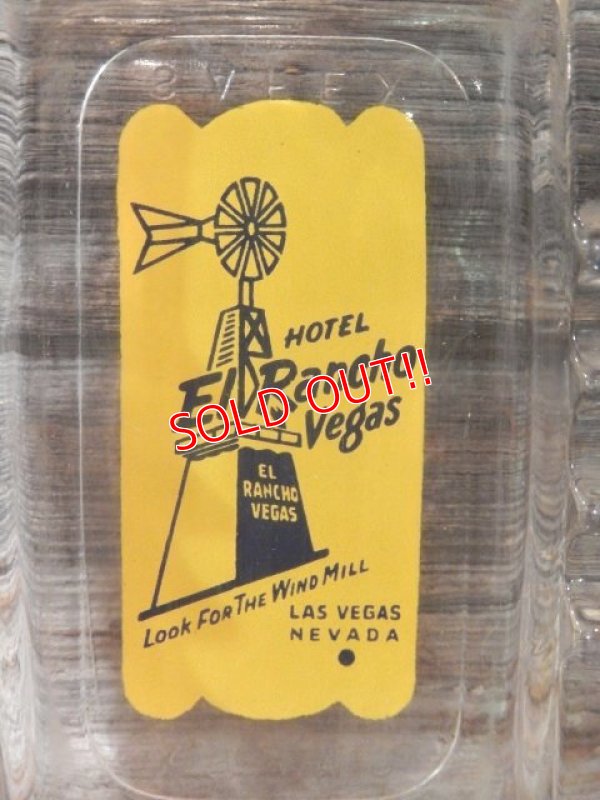 HOTEL
El Rancho
Vegas
SOLD OUT!!
EL
RANCHO
VEGAS
LOOK FOR THE WIND MILL
LAS VEGAS
NEVADA